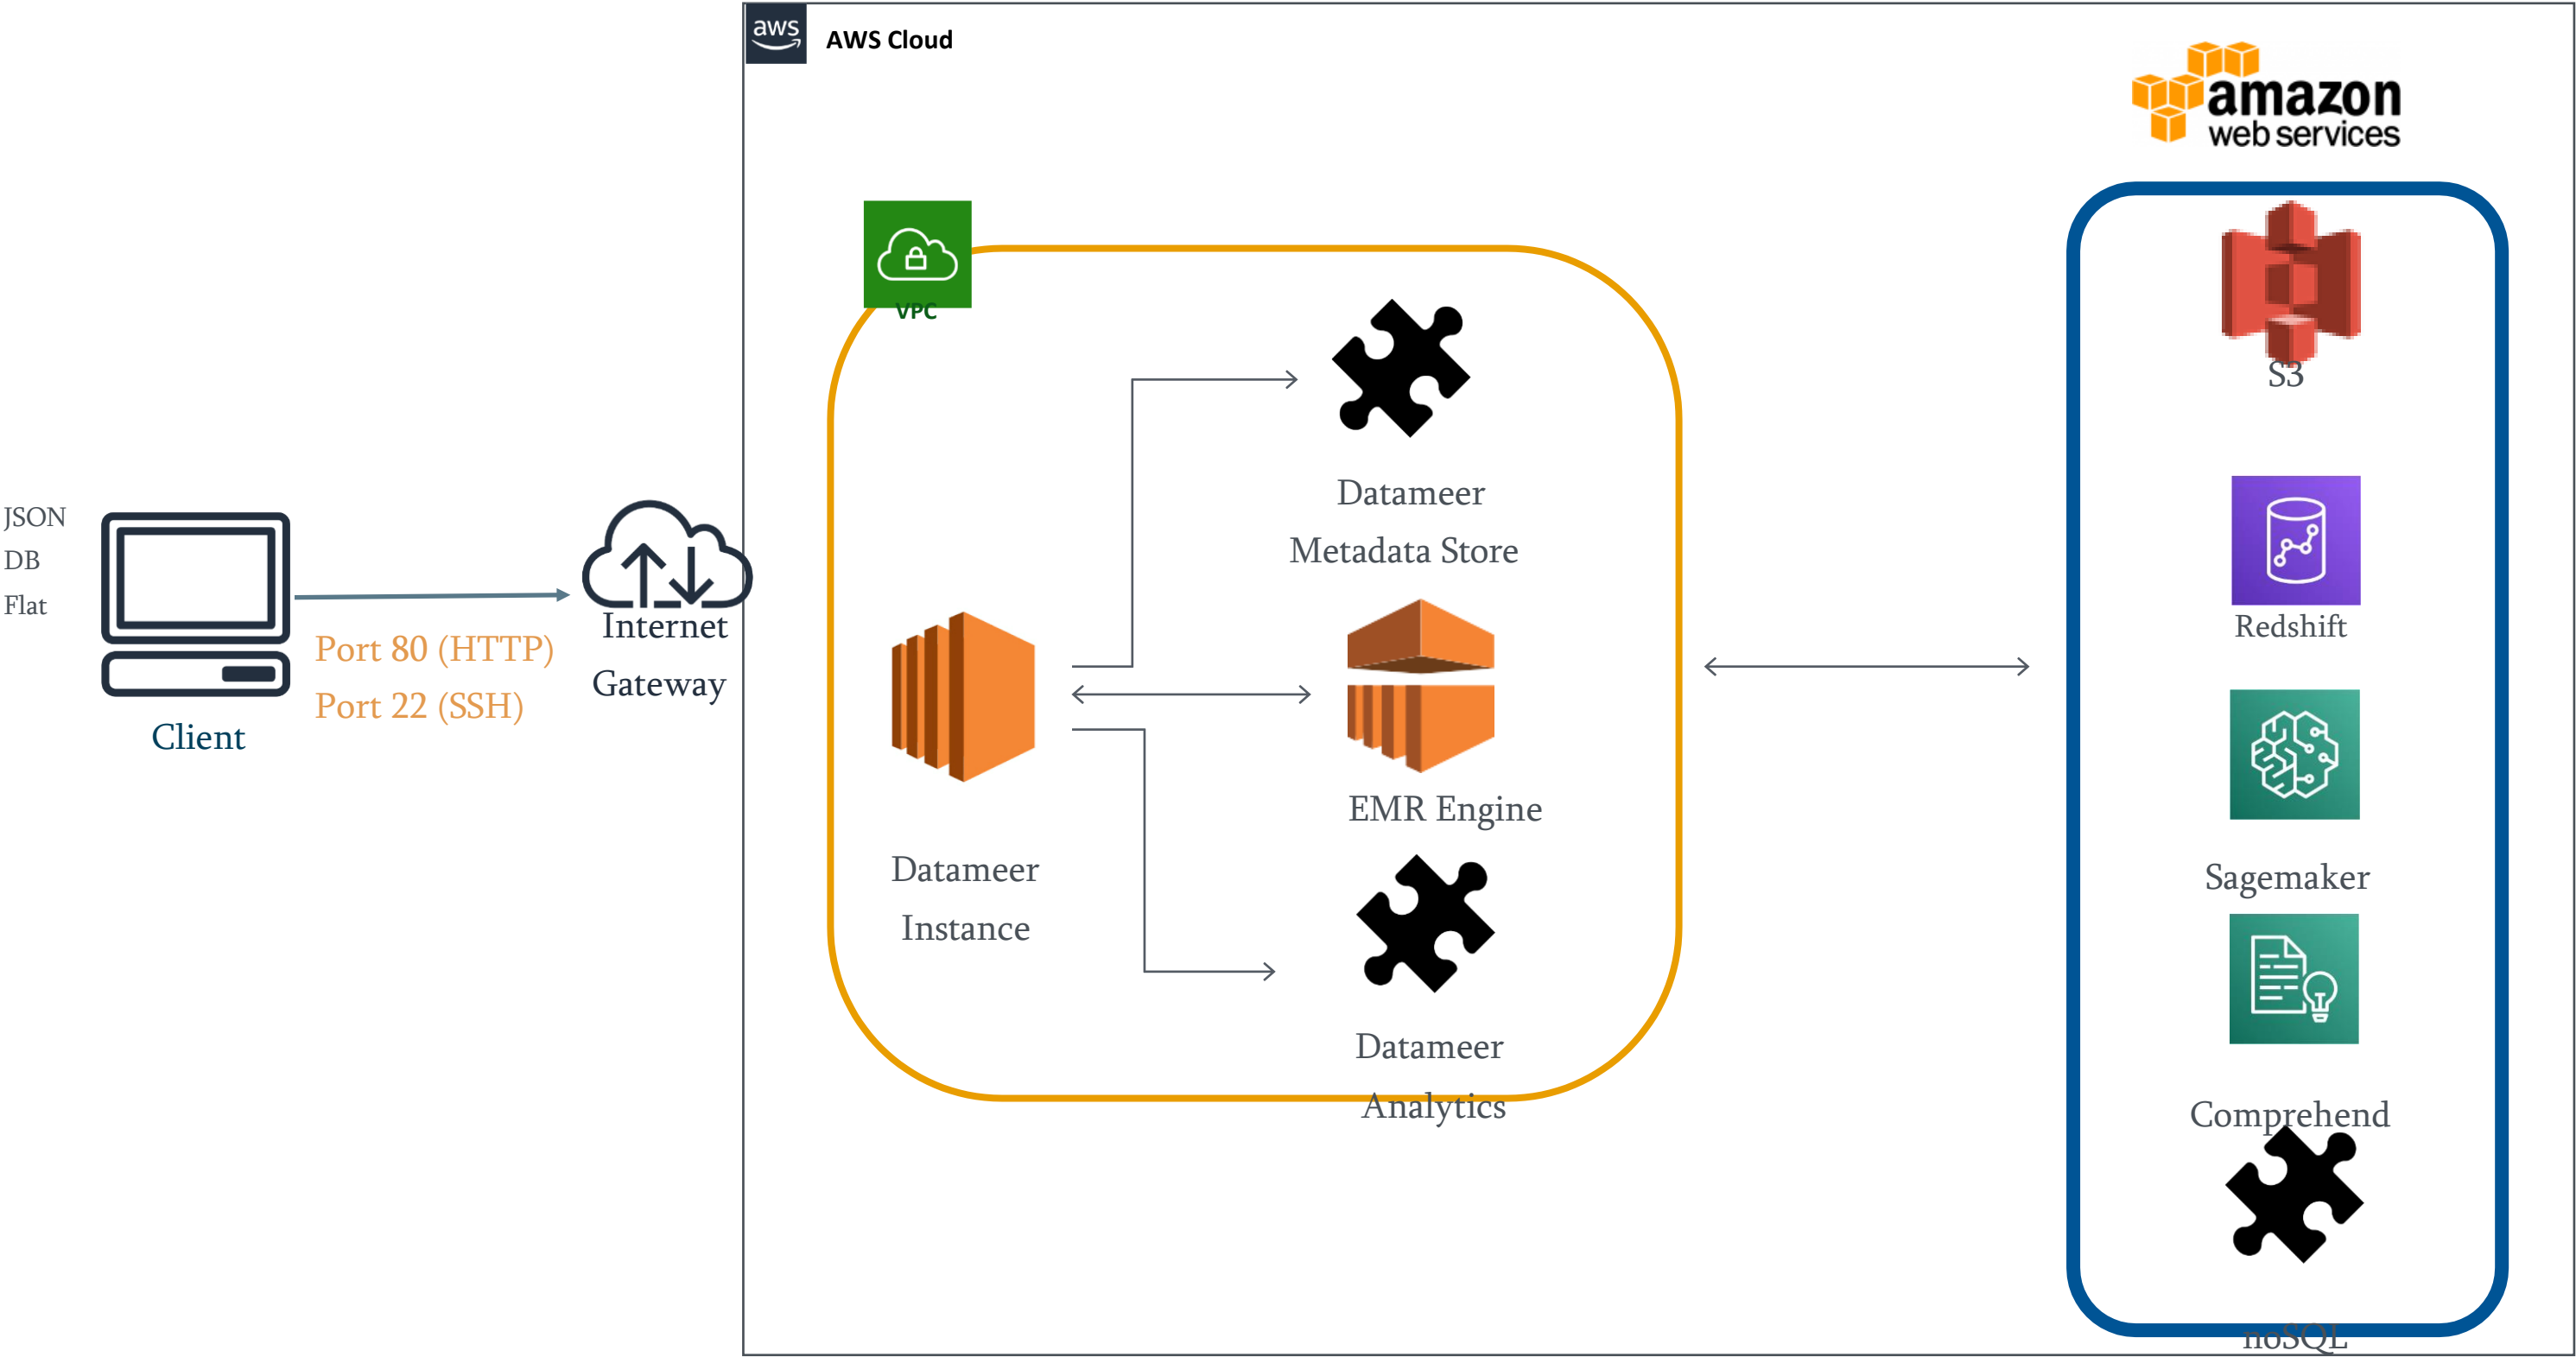 aws
AWS Cloud
amazon
web services
VPC
S3
JSON
DB
Flat
Client
Port 80 (HTTP)
Port 22 (SSH)
Internet
Gateway
Datameer
Instance
Datameer
Metadata Store
EMR Engine
Datameer
Analytics
Redshift
Sagemaker
Comprehend
noSQL